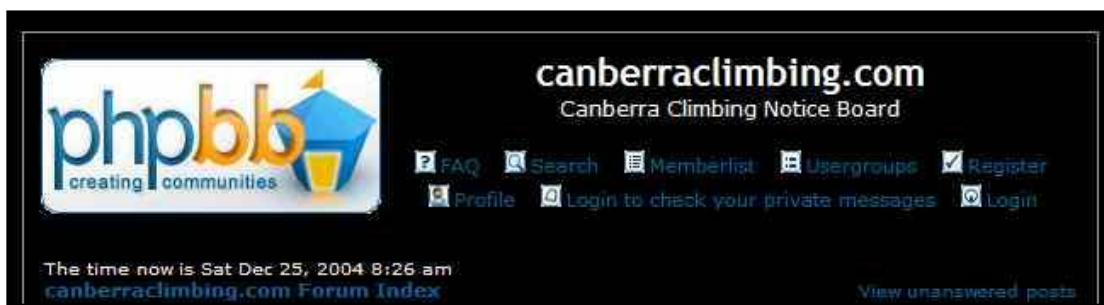 phpbb
creating communities
canberraclimbing.com
Canberra Climbing Notice Board
FAQ Search Memberlist Usergroups Register
Profile Login to check your private messages Login
The time now is Sat Dec 25, 2004 8:26 am
canberraclimbing.com Forum Index
View unanswered posts